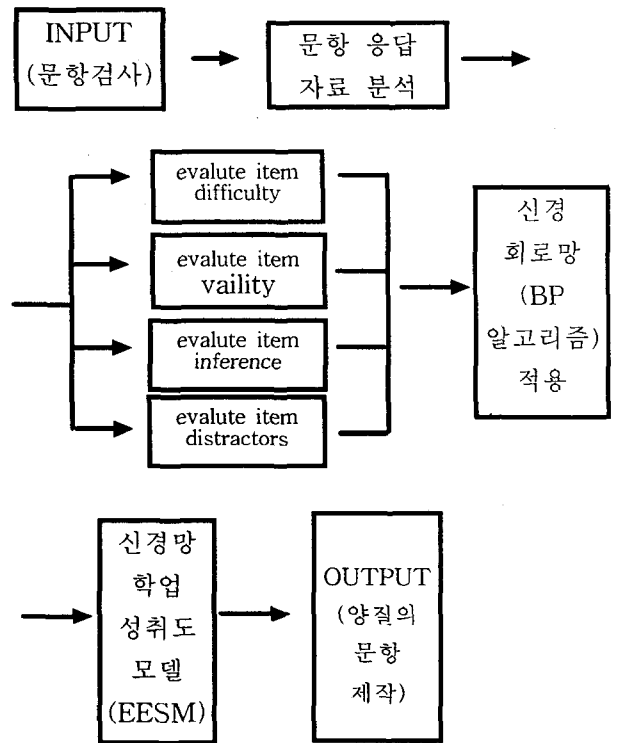 INPUT
(문항검사)
문항 응답
자료 분석
evalute item
difficulty
evalute item
vaility
evalute item
inference
evalute item
distractors
신경
회로망
(BP
알고리즘)
적용
신경망
학업
성취도
모델
(EESM)
OUTPUT
(양질의
문항
제작)